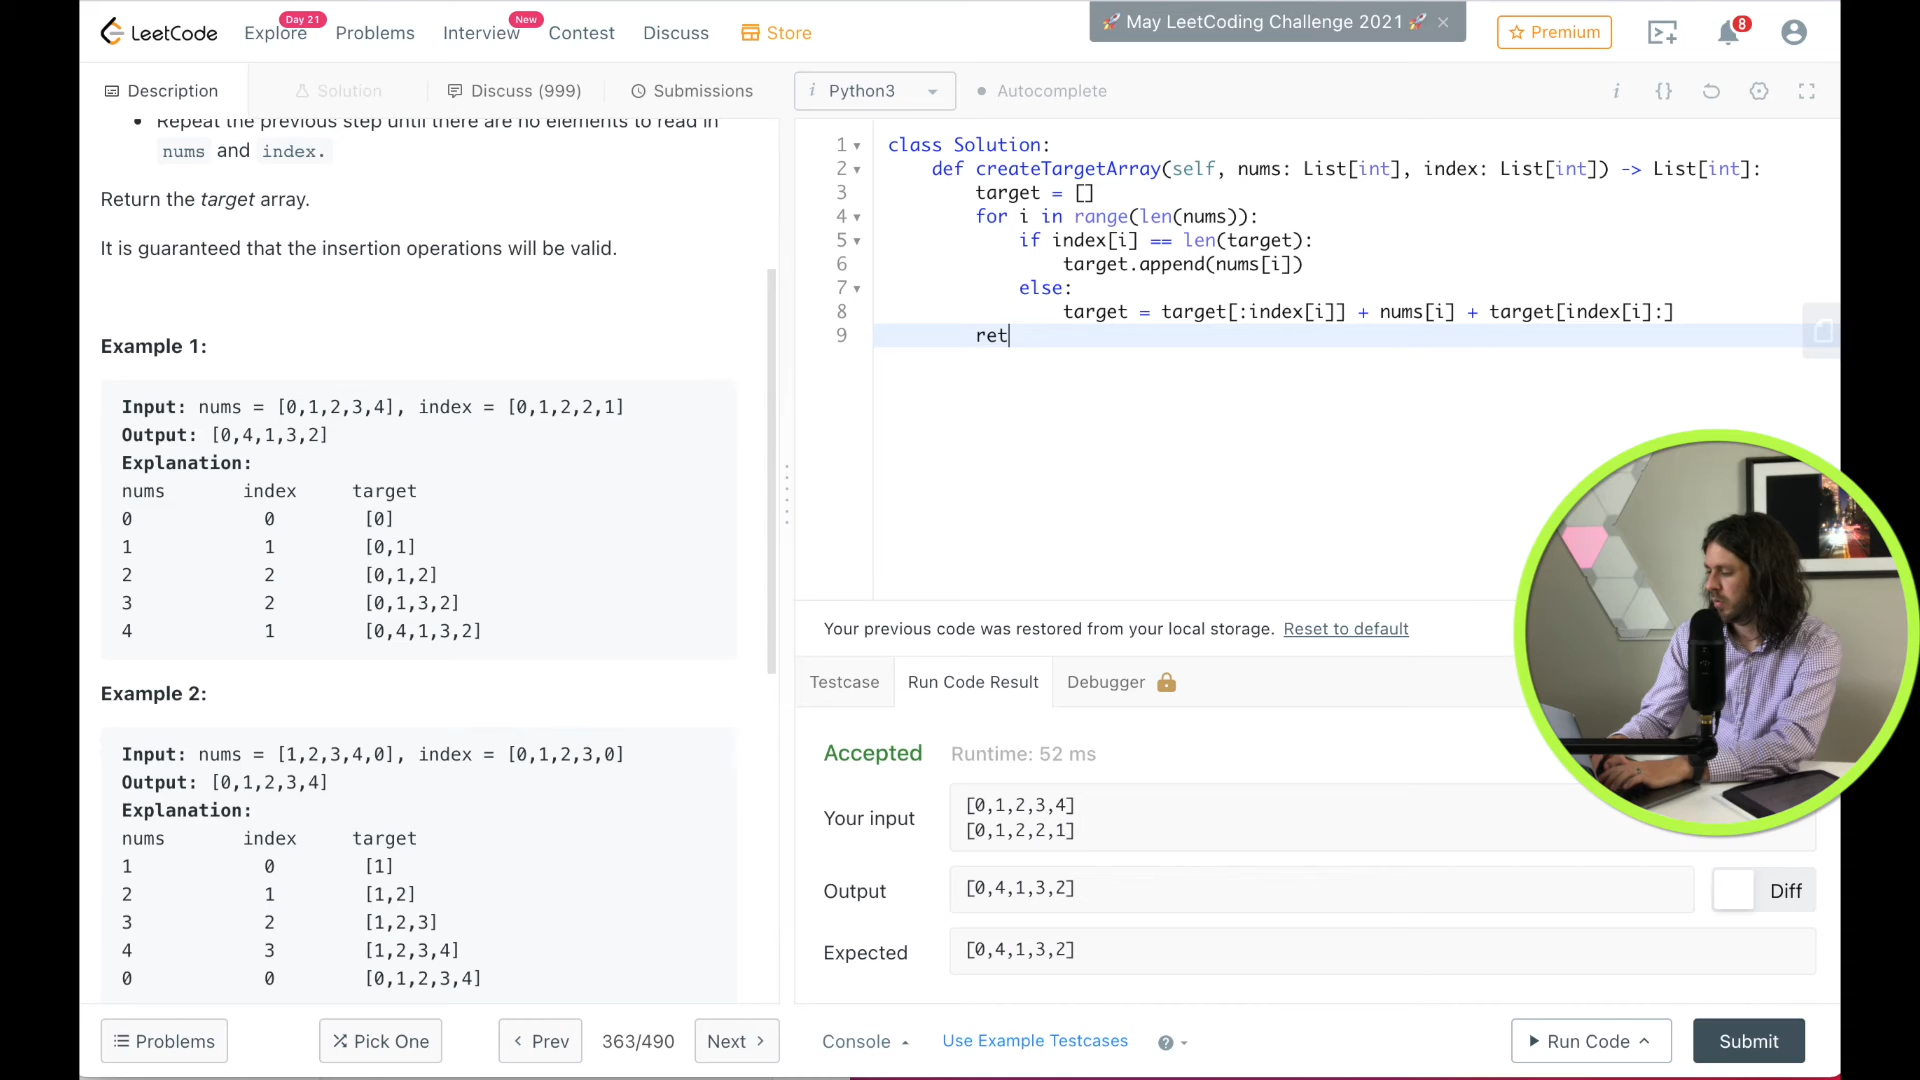 LeetCode
Explore
Day 21
Problems
Interview
New
Contest
Discuss
Store
🚀 May LeetCoding Challenge 2021 🚀 ×
Premium
8
Description
Solution
Discuss (999)
Submissions
i Python3
Autocomplete
i {}
• Repeat the previous step until there are no elements to read in
nums and index.
Return the target array.
It is guaranteed that the insertion operations will be valid.
Example 1:
Input: nums = [0,1,2,3,4], index = [0,1,2,2,1]
Output: [0,4,1,3,2]
Explanation:
nums index target
0 0 [0]
1 1 [0,1]
2 2 [0,1,2]
3 2 [0,1,3,2]
4 1 [0,4,1,3,2]
Example 2:
Input: nums = [1,2,3,4,0], index = [0,1,2,3,0]
Output: [0,1,2,3,4]
Explanation:
nums index target
1 0 [1]
2 1 [1,2]
3 2 [1,2,3]
4 3 [1,2,3,4]
0 0 [0,1,2,3,4]
1 class Solution:
2 def createTargetArray(self, nums: List[int], index: List[int]) -> List[int]:
3 target = []
4 for i in range(len(nums)):
5 if index[i] == len(target):
6 target.append(nums[i])
7 else:
8 target = target[:index[i]] + nums[i] + target[index[i]:]
9 ret
Your previous code was restored from your local storage. Reset to default
Testcase
Run Code Result
Debugger
Accepted Runtime: 52 ms
Your input
[0,1,2,3,4]
[0,1,2,2,1]
Output
[0,4,1,3,2]
Diff
Expected
[0,4,1,3,2]
Problems
Pick One
< Prev
363/490
Next >
Console
Use Example Testcases
?
Run Code
Submit